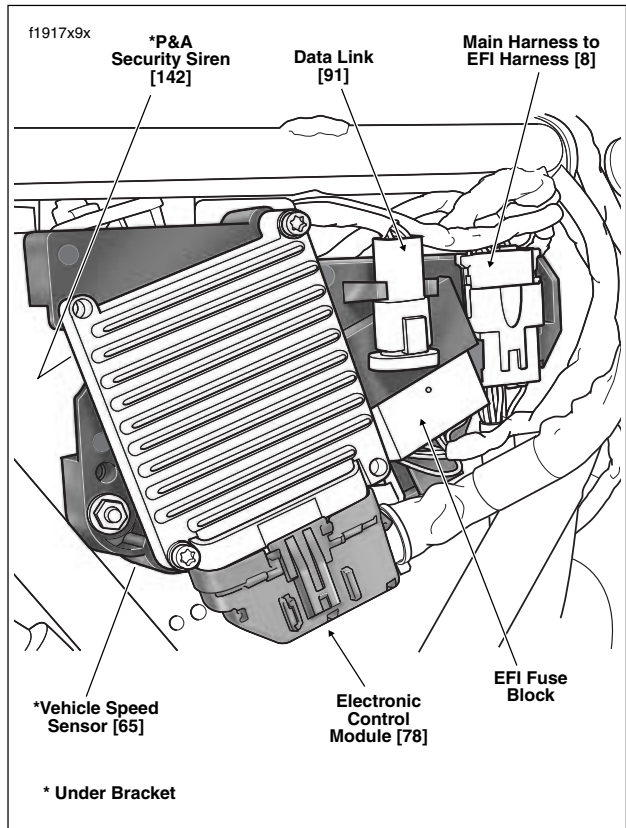 f1917x9x
*P&A
Security Siren
[142]
Data Link
[91]
Main Harness to
EFI Harness [8]
*Vehicle Speed
Sensor [65]
Electronic
Control
Module [78]
EFI Fuse
Block
* Under Bracket